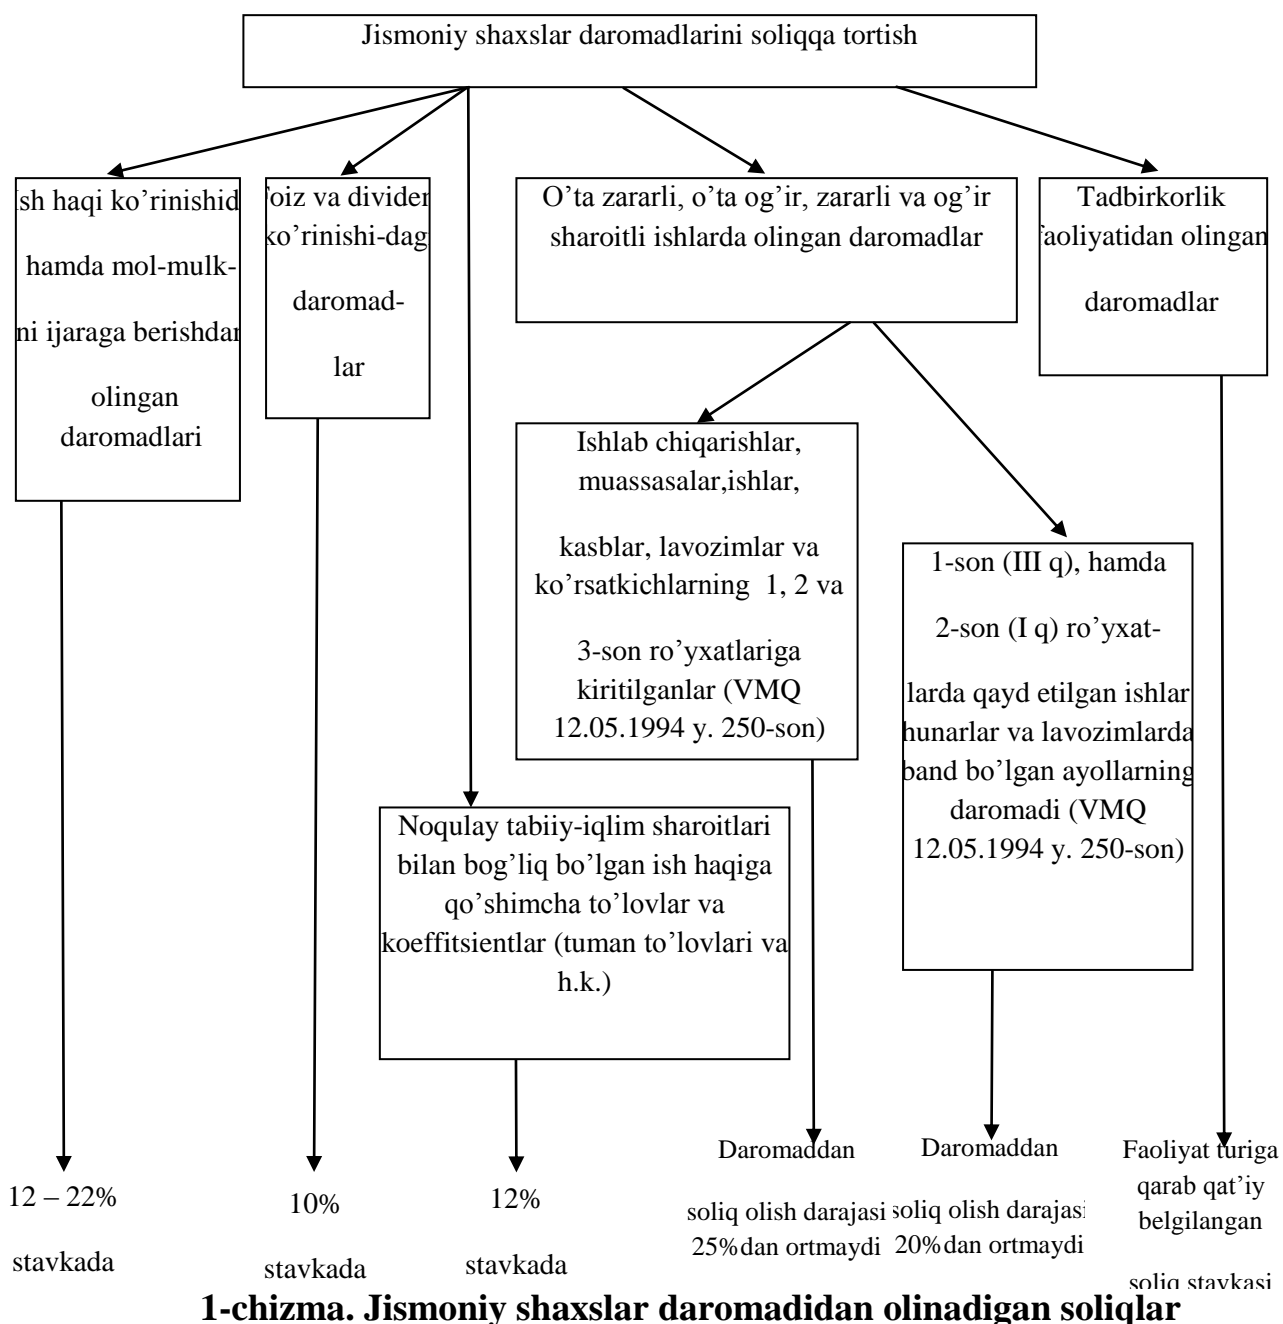 Jismoniy shaxslar daromadlarini soliqqa tortish
sh haqi ko’rinishid
hamda mol-mulk-
ni ijaraga berishdan
olingan
daromadlari
foiz va dividen
ko’rinishi-dag
daromad-
lar
O’ta zararli, o’ta og’ir, zararli va og’ir
sharoitli ishlarda olingan daromadlar
Tadbirkorlik
faoliyatidan olingan
daromadlar
Ishlab chiqarishlar,
muassasalar,ishlar,
kasblar, lavozimlar va
ko’rsatkichlarning 1, 2 va
3-son ro’yxatlariga
kiritilganlar (VMQ
12.05.1994 y. 250-son)
1-son (III q), hamda
2-son (I q) ro’yxat-
larda qayd etilgan ishlar
hunarlar va lavozimlarda
band bo’lgan ayollarning
daromadi (VMQ
12.05.1994 y. 250-son)
Noqulay tabiiy-iqlim sharoitlari
bilan bog’liq bo’lgan ish haqiga
qo’shimcha to’lovlar va
koeffitsientlar (tuman to’lovlari va
h.k.)
12 – 22%
stavkada
10%
stavkada
12%
stavkada
Daromaddan
soliq olish darajasi
25%dan ortmaydi
Daromaddan
soliq olish darajasi
20%dan ortmaydi
Faoliyat turiga
qarab qat’iy
belgilangan
soliq stavkasi
1-chizma. Jismoniy shaxslar daromadidan olinadigan soliqlar